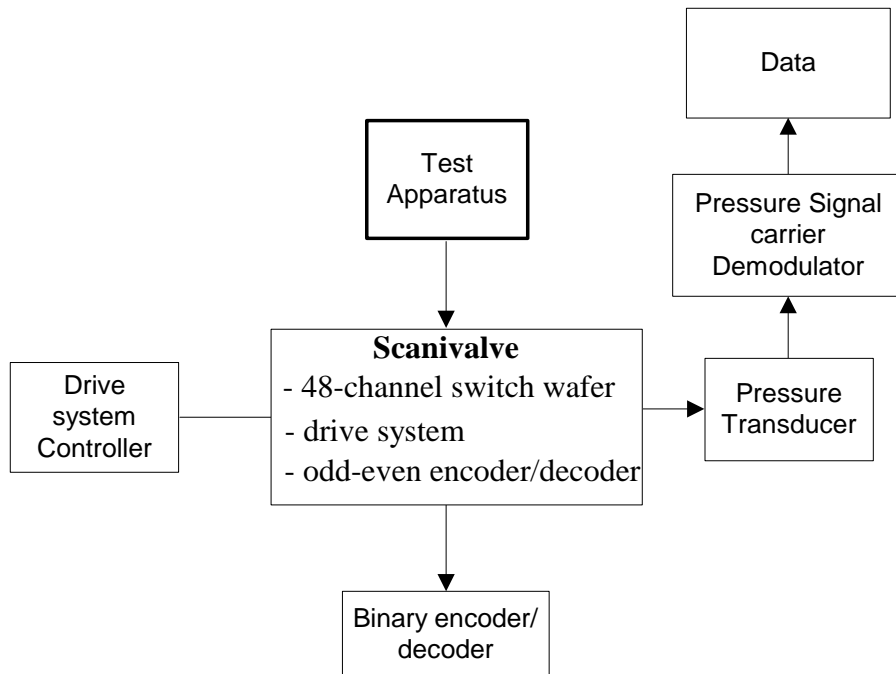 Data
Test
Apparatus
Pressure Signal
carrier
Demodulator
Scanivalve
- 48-channel switch wafer
- drive system
- odd-even encoder/decoder
Drive
system
Controller
Pressure
Transducer
Binary encoder/
decoder